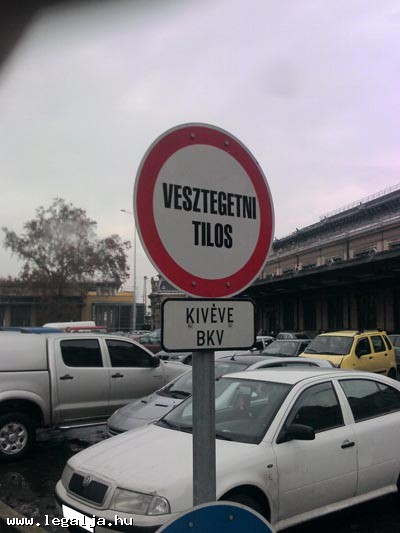 VESZTEGETNI
TILOS
KIVÉVE
BKV
www.legalja.hu